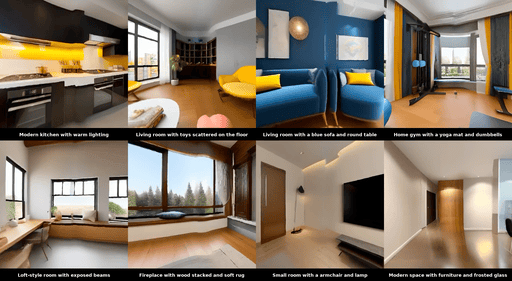 Modern kitchen with warm lighting
Living room with toys scattered on the floor
Living room with a blue sofa and round table
Home gym with a yoga mat and dumbbells
Loft-style room with exposed beams
Fireplace with wood stacked and soft rug
Small room with a armchair and lamp
Modern space with furniture and frosted glass